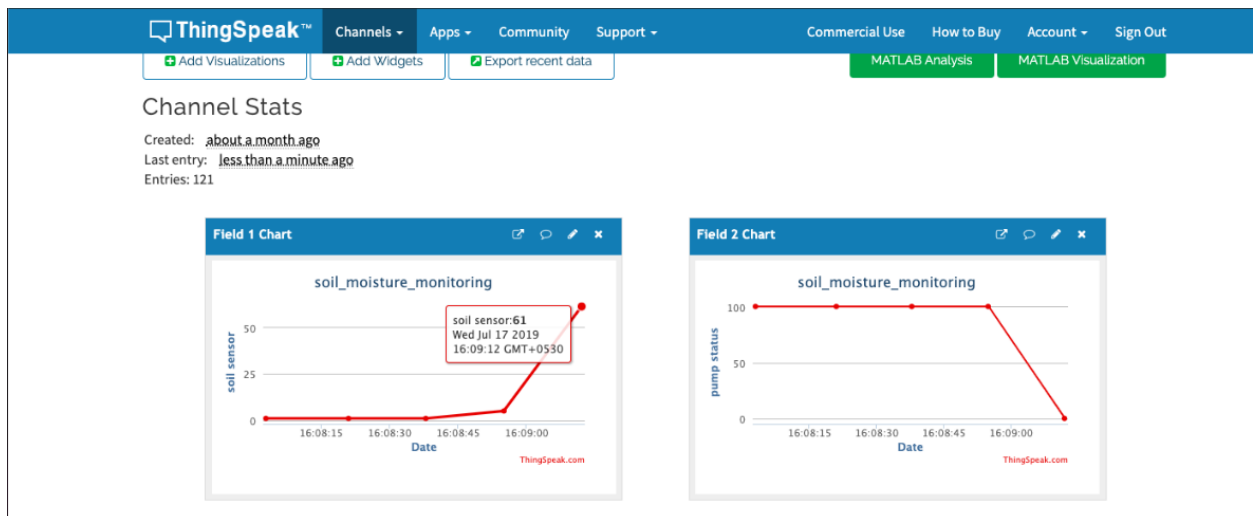 ThingSpeak™ Channels Apps Community Support Commercial Use How to Buy Account Sign Out
Add Visualizations Add Widgets Export recent data MATLAB Analysis MATLAB Visualization
Channel Stats
Created: about a month ago
Last entry: less than a minute ago
Entries: 121
Field 1 Chart
soil_moisture_monitoring
soil sensor:61
Wed Jul 17 2019
16:09:12 GMT+0530
soil sensor
50
25
0
16:08:15 16:08:30 16:08:45 16:09:00
Date
ThingSpeak.com
Field 2 Chart
soil_moisture_monitoring
pump status
100
50
0
16:08:15 16:08:30 16:08:45 16:09:00
Date
ThingSpeak.com